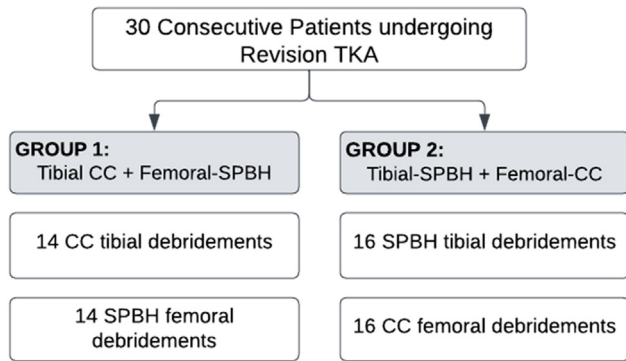 30 Consecutive Patients undergoing
Revision TKA
GROUP 1:
Tibial CC + Femoral-SPBH
GROUP 2:
Tibial-SPBH + Femoral-CC
14 CC tibial debridements
16 SPBH tibial debridements
14 SPBH femoral
debridements
16 CC femoral debridements